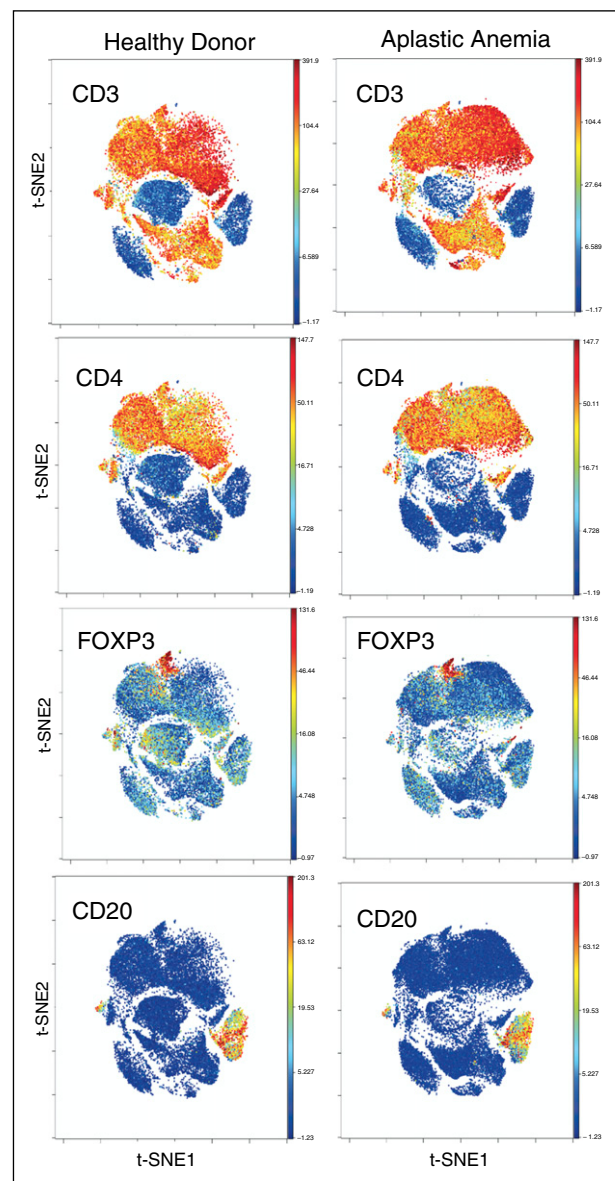 Healthy Donor Aplastic Anemia
CD3
391.9
104.4
27.64
6.589
−1.17
t-SNE2
CD3
391.9
104.4
27.64
6.589
−1.17
CD4
147.7
50.11
16.71
4.728
−1.19
t-SNE2
CD4
147.7
50.11
16.71
4.728
−1.19
FOXP3
131.6
46.44
16.08
4.748
−0.97
t-SNE2
FOXP3
131.6
46.44
16.08
4.748
−0.97
CD20
201.3
63.12
19.53
5.227
−1.23
t-SNE2
CD20
201.3
63.12
19.53
5.227
−1.23
t-SNE1 t-SNE1